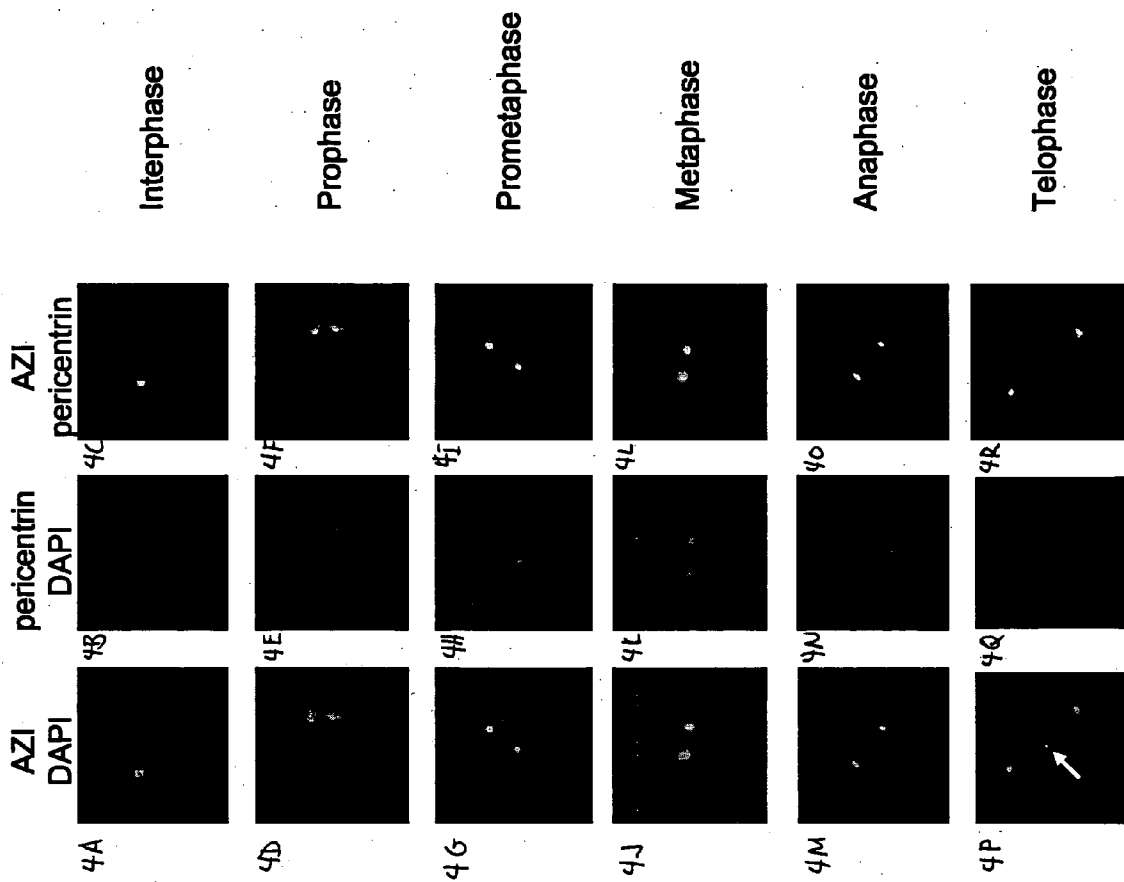 AZI
DAPI
pericentrin
DAPI
AZI
pericentrin
4A
4B
4C
Interphase
4D
4E
4F
Prophase
4G
4H
4I
Prometaphase
4J
4L
4L
Metaphase
4M
4N
4O
Anaphase
4P
4Q
4R
Telophase